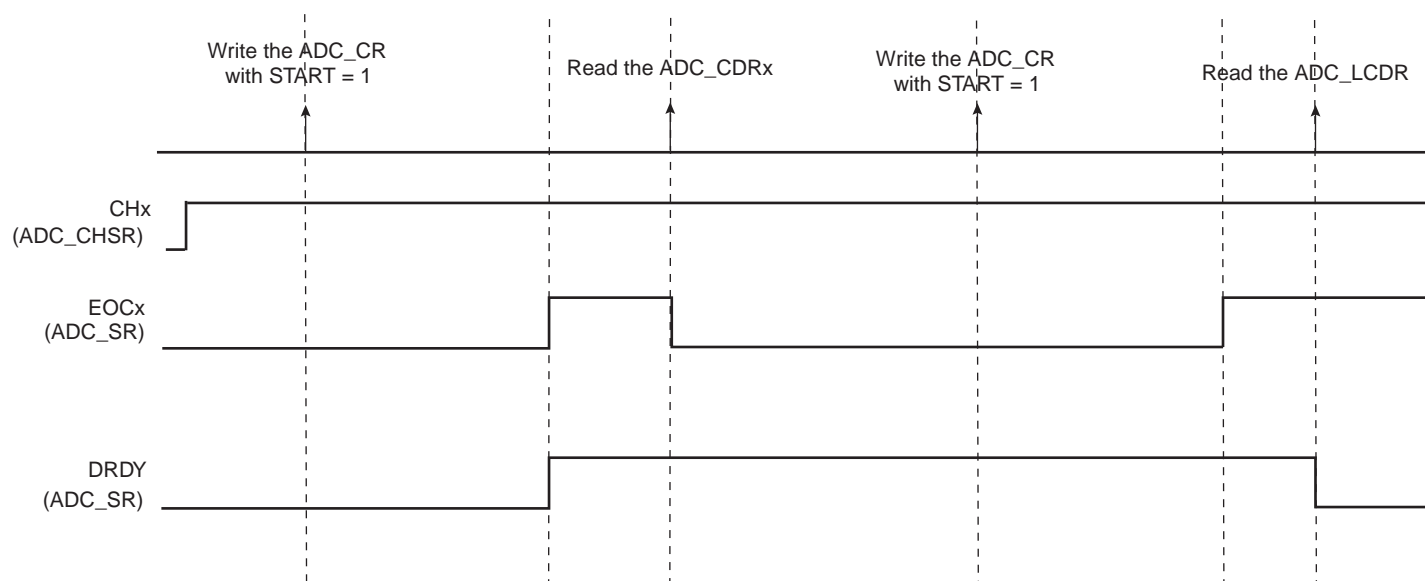 Write the ADC_CR
with START = 1
Read the ADC_CDRx
Write the ADC_CR
with START = 1
Read the ADC_LCDR
CHx
(ADC_CHSR)
EOCx
(ADC_SR)
DRDY
(ADC_SR)